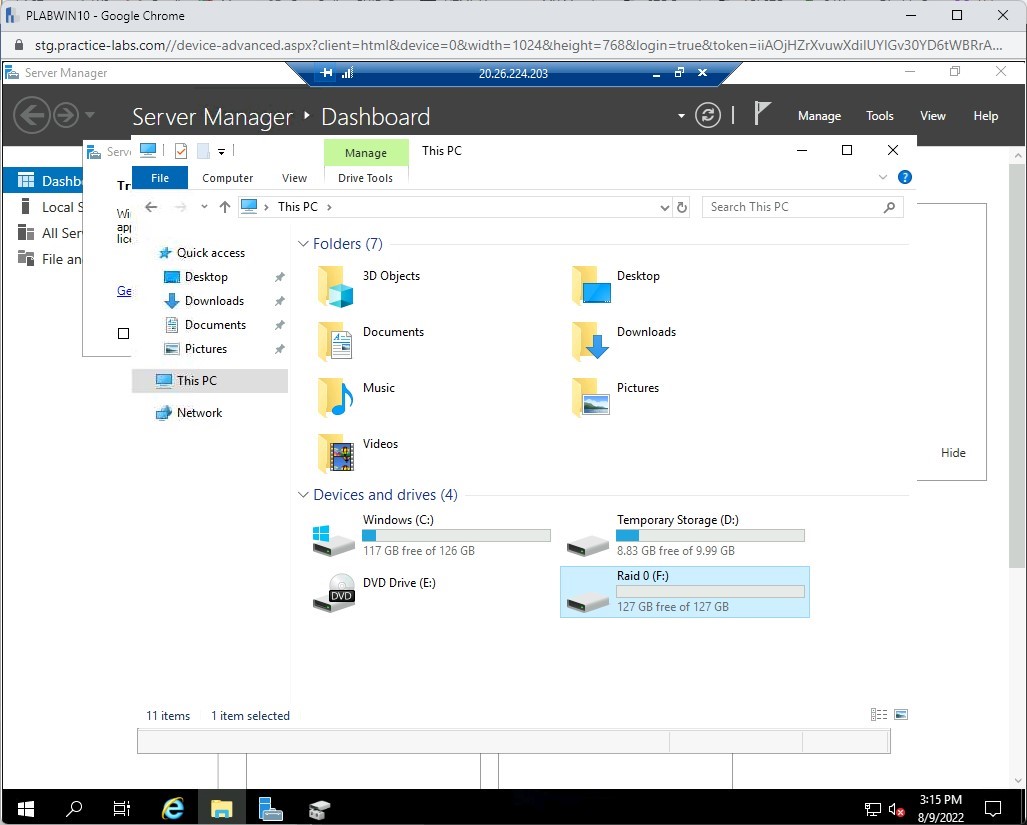 PLABWIN10 - Google Chrome
stg.practice-labs.com//device-advanced.aspx?client=html&device=0&width=1024&height=768&login=true&token=iiAOjHZrXvuwXdiIUYIGv30YD6tWBRrA...
Server Manager
20.26.224.203
Server Manager Dashboard
Manage Tools View Help
Serv
Manage
This PC
File Computer View Drive Tools
This PC
Search This PC
Dashb
Local S
All Ser
File an
Tr
Wi
app
lice
Ge
Quick access
Desktop
Downloads
Documents
Pictures
This PC
Network
Folders (7)
3D Objects
Desktop
Documents
Downloads
Music
Pictures
Videos
Hide
Devices and drives (4)
Windows (C:)
117 GB free of 126 GB
Temporary Storage (D:)
8.83 GB free of 9.99 GB
DVD Drive (E:)
DVD
Raid 0 (F:)
127 GB free of 127 GB
11 items 1 item selected
3:15 PM
8/9/2022